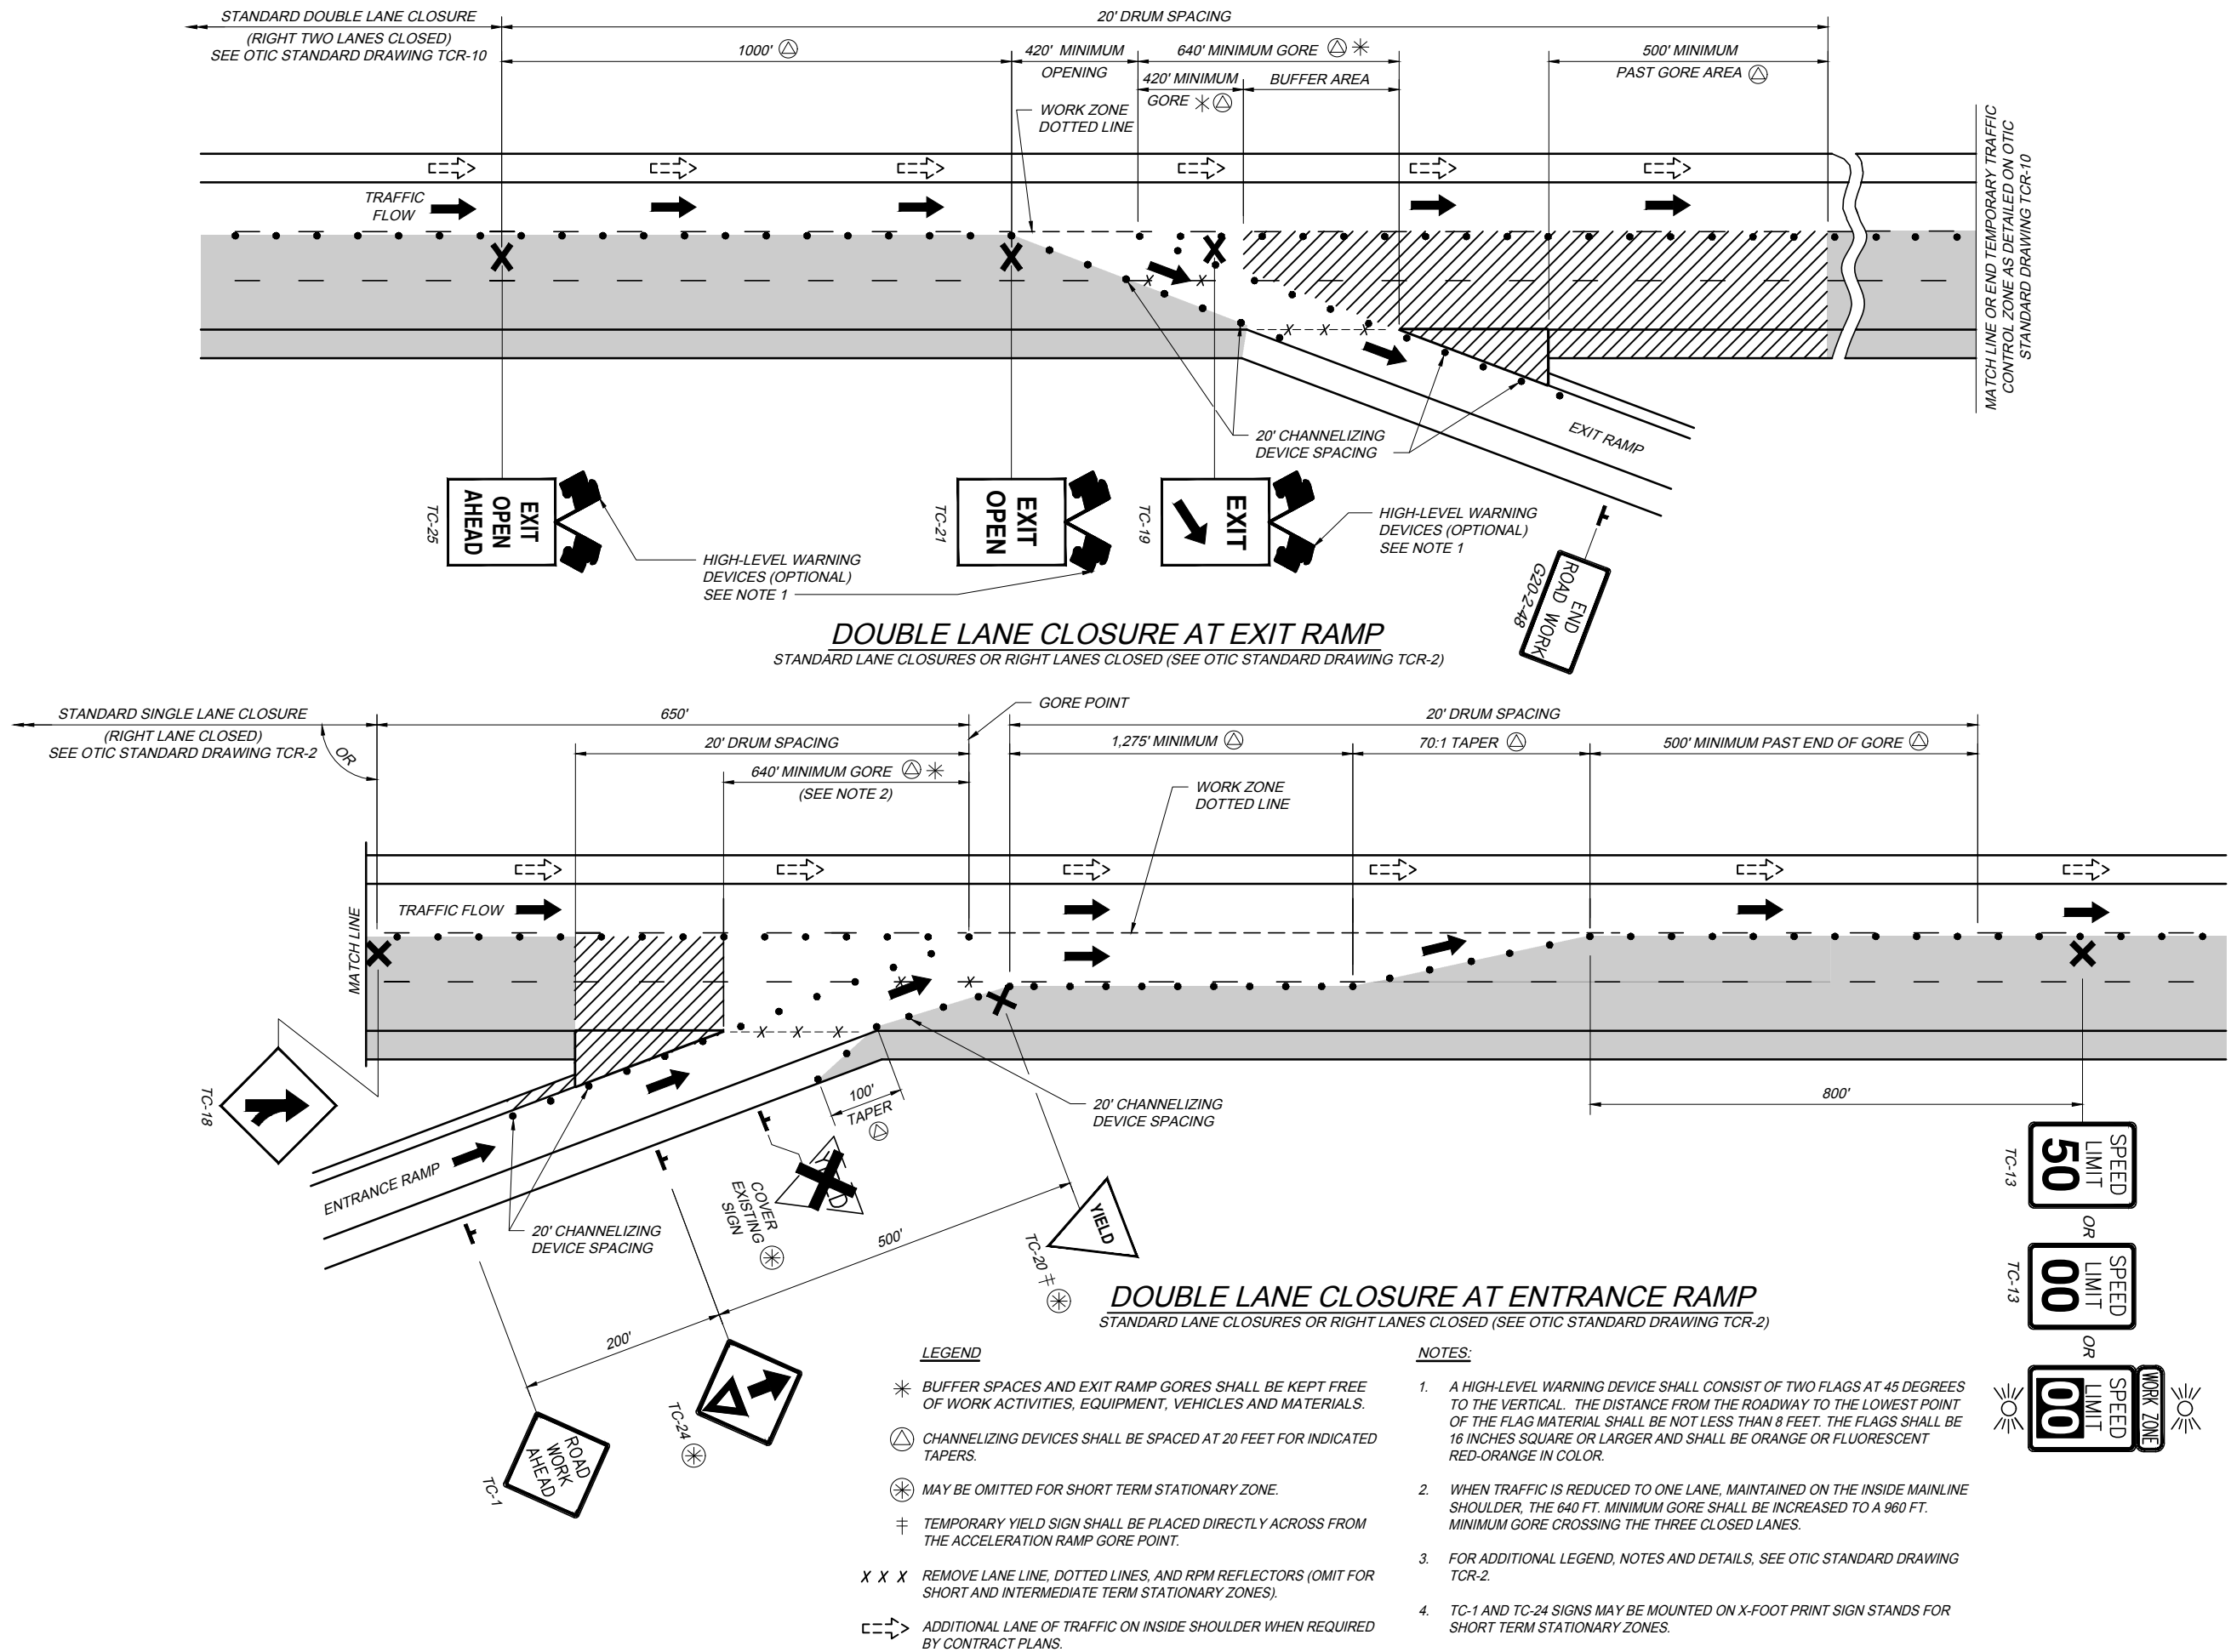 STANDARD DOUBLE LANE CLOSURE
(RIGHT TWO LANES CLOSED)
SEE OTIC STANDARD DRAWING TCR-10
20' DRUM SPACING
1000'
420' MINIMUM
OPENING
640' MINIMUM GORE
420' MINIMUM
GORE
BUFFER AREA
500' MINIMUM
PAST GORE AREA
WORK ZONE
DOTTED LINE
TRAFFIC
FLOW
MATCH LINE OR END TEMPORARY TRAFFIC
CONTROL ZONE AS DETAILED ON OTIC
STANDARD DRAWING TCR-10
X X
X X X
20' CHANNELIZING
DEVICE SPACING
EXIT RAMP
EXIT
OPEN
AHEAD
TC-25
EXIT
OPEN
TC-21
EXIT
TC-19
HIGH-LEVEL WARNING
DEVICES (OPTIONAL)
SEE NOTE 1
HIGH-LEVEL WARNING
DEVICES (OPTIONAL)
SEE NOTE 1
END
ROAD WORK
G20-2-48
DOUBLE LANE CLOSURE AT EXIT RAMP
STANDARD LANE CLOSURES OR RIGHT LANES CLOSED (SEE OTIC STANDARD DRAWING TCR-2)
STANDARD SINGLE LANE CLOSURE
(RIGHT LANE CLOSED)
SEE OTIC STANDARD DRAWING TCR-2
OR
650'
GORE POINT
20' DRUM SPACING
20' DRUM SPACING
640' MINIMUM GORE
(SEE NOTE 2)
1,275' MINIMUM
70:1 TAPER
500' MINIMUM PAST END OF GORE
WORK ZONE
DOTTED LINE
MATCH LINE
TRAFFIC FLOW
X X
X X X
TC-18
ENTRANCE RAMP
20' CHANNELIZING
DEVICE SPACING
100'
TAPER
20' CHANNELIZING
DEVICE SPACING
YIELD
COVER
EXISTING
SIGN
500'
200'
YIELD
TC-20 ‡
TC-24
ROAD
WORK
AHEAD
TC-1
800'
SPEED
LIMIT
50
TC-13
OR
SPEED
LIMIT
00
TC-13
OR
WORK ZONE
SPEED
LIMIT
00
DOUBLE LANE CLOSURE AT ENTRANCE RAMP
STANDARD LANE CLOSURES OR RIGHT LANES CLOSED (SEE OTIC STANDARD DRAWING TCR-2)
LEGEND
BUFFER SPACES AND EXIT RAMP GORES SHALL BE KEPT FREE
OF WORK ACTIVITIES, EQUIPMENT, VEHICLES AND MATERIALS.
CHANNELIZING DEVICES SHALL BE SPACED AT 20 FEET FOR INDICATED
TAPERS.
MAY BE OMITTED FOR SHORT TERM STATIONARY ZONE.
‡ TEMPORARY YIELD SIGN SHALL BE PLACED DIRECTLY ACROSS FROM
THE ACCELERATION RAMP GORE POINT.
X X X REMOVE LANE LINE, DOTTED LINES, AND RPM REFLECTORS (OMIT FOR
SHORT AND INTERMEDIATE TERM STATIONARY ZONES).
ADDITIONAL LANE OF TRAFFIC ON INSIDE SHOULDER WHEN REQUIRED
BY CONTRACT PLANS.
NOTES:
1. A HIGH-LEVEL WARNING DEVICE SHALL CONSIST OF TWO FLAGS AT 45 DEGREES
TO THE VERTICAL. THE DISTANCE FROM THE ROADWAY TO THE LOWEST POINT
OF THE FLAG MATERIAL SHALL BE NOT LESS THAN 8 FEET. THE FLAGS SHALL BE
16 INCHES SQUARE OR LARGER AND SHALL BE ORANGE OR FLUORESCENT
RED-ORANGE IN COLOR.
2. WHEN TRAFFIC IS REDUCED TO ONE LANE, MAINTAINED ON THE INSIDE MAINLINE
SHOULDER, THE 640 FT. MINIMUM GORE SHALL BE INCREASED TO A 960 FT.
MINIMUM GORE CROSSING THE THREE CLOSED LANES.
3. FOR ADDITIONAL LEGEND, NOTES AND DETAILS, SEE OTIC STANDARD DRAWING
TCR-2.
4. TC-1 AND TC-24 SIGNS MAY BE MOUNTED ON X-FOOT PRINT SIGN STANDS FOR
SHORT TERM STATIONARY ZONES.